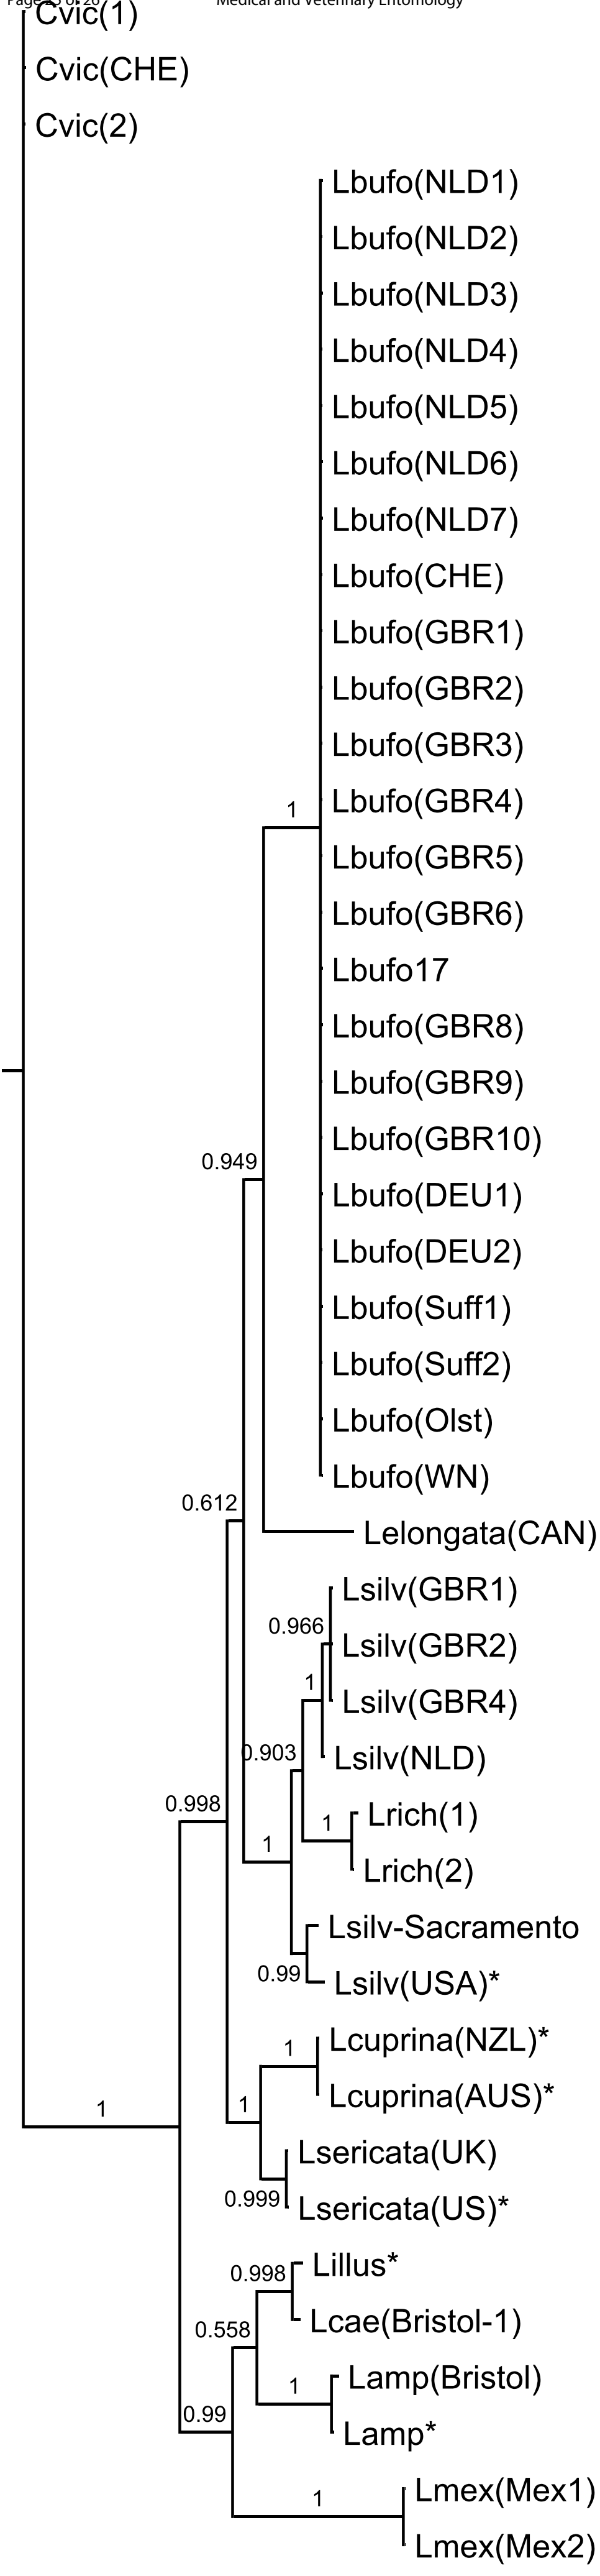 Page 25 of 26
Medical and Veterinary Entomology
Cvic(1)
Cvic(CHE)
Cvic(2)
Lbufo(NLD1)
Lbufo(NLD2)
Lbufo(NLD3)
Lbufo(NLD4)
Lbufo(NLD5)
Lbufo(NLD6)
Lbufo(NLD7)
Lbufo(CHE)
Lbufo(GBR1)
Lbufo(GBR2)
Lbufo(GBR3)
Lbufo(GBR4)
1
Lbufo(GBR5)
Lbufo(GBR6)
Lbufo17
Lbufo(GBR8)
Lbufo(GBR9)
Lbufo(GBR10)
0.949
Lbufo(DEU1)
Lbufo(DEU2)
Lbufo(Suff1)
Lbufo(Suff2)
Lbufo(Olst)
Lbufo(WN)
0.612
Lelongata(CAN)
Lsilv(GBR1)
0.966
Lsilv(GBR2)
1
Lsilv(GBR4)
0.903
Lsilv(NLD)
0.998
Lrich(1)
1
1
Lrich(2)
Lsilv-Sacramento
0.99
Lsilv(USA)*
Lcuprina(NZL)*
1
Lcuprina(AUS)*
1
1
Lsericata(UK)
0.999
Lsericata(US)*
Lillus*
0.998
Lcae(Bristol-1)
0.558
Lamp(Bristol)
1
0.99
Lamp*
Lmex(Mex1)
1
Lmex(Mex2)